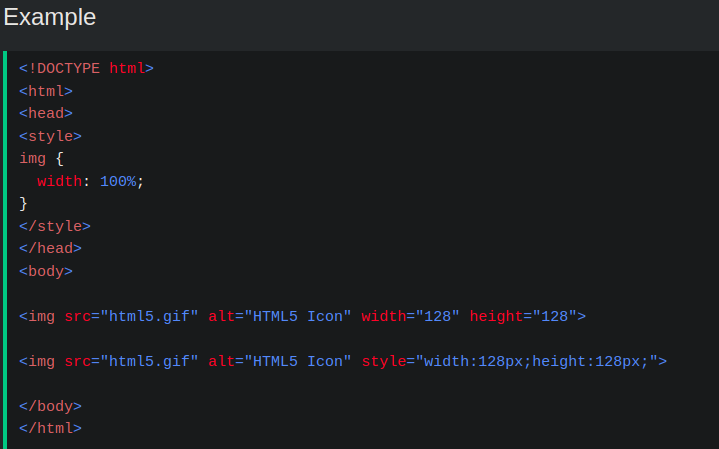 Example
<!DOCTYPE html>
<html>
<head>
<style>
img {
  width: 100%;
}
</style>
</head>
<body>
<img src="html5.gif" alt="HTML5 Icon" width="128" height="128">
<img src="html5.gif" alt="HTML5 Icon" style="width:128px;height:128px;">
</body>
</html>